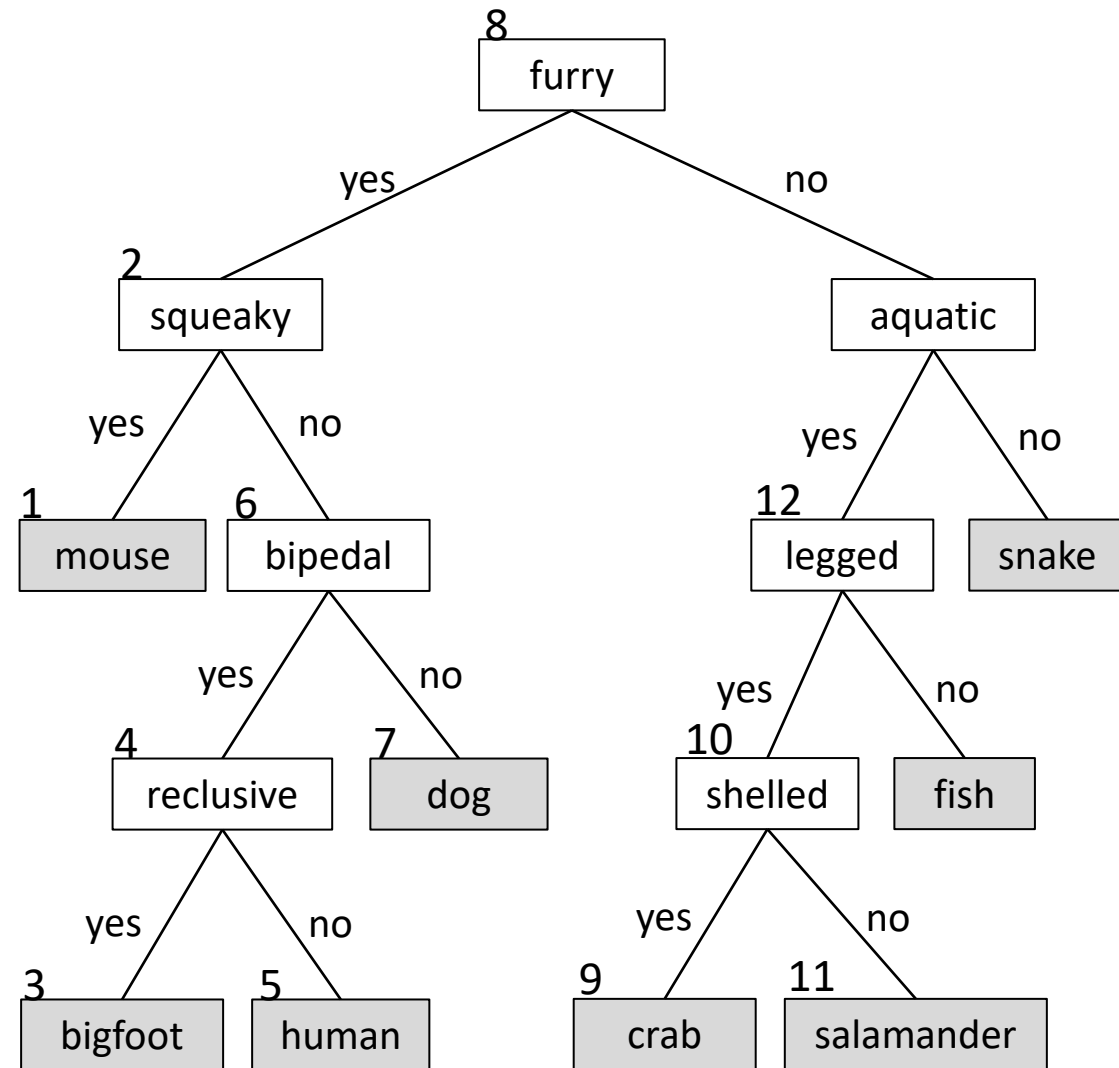 8
furry
yes
no
2
squeaky
aquatic
yes
no
yes
no
1
mouse
6
bipedal
12
legged
snake
yes
no
yes
no
4
reclusive
7
dog
10
shelled
fish
yes
no
yes
no
3
bigfoot
5
human
9
crab
11
salamander